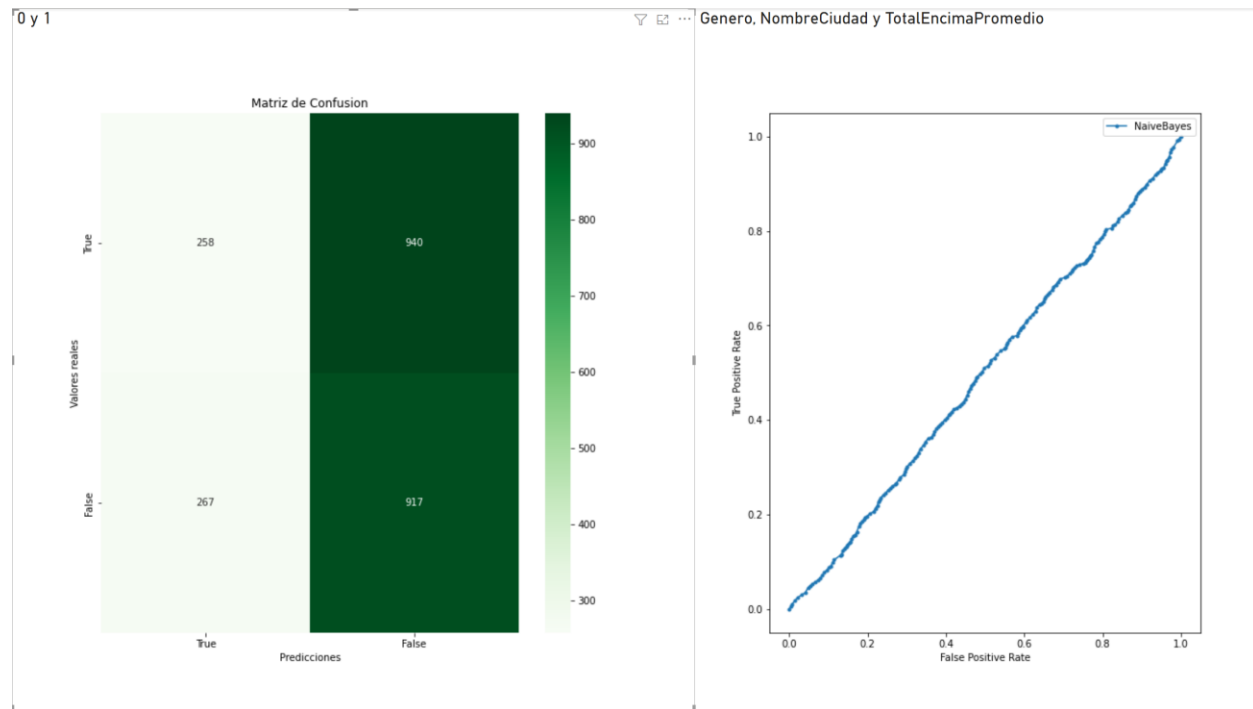 0 y 1
Genero, NombreCiudad y TotalEncimaPromedio
Matriz de Confusion
True
False
Valores reales
258
940
267
917
True
False
Predicciones
900
800
700
600
500
400
300
NaiveBayes
1.0
0.8
0.6
0.4
0.2
0.0
True Positive Rate
0.0
0.2
0.4
0.6
0.8
1.0
False Positive Rate